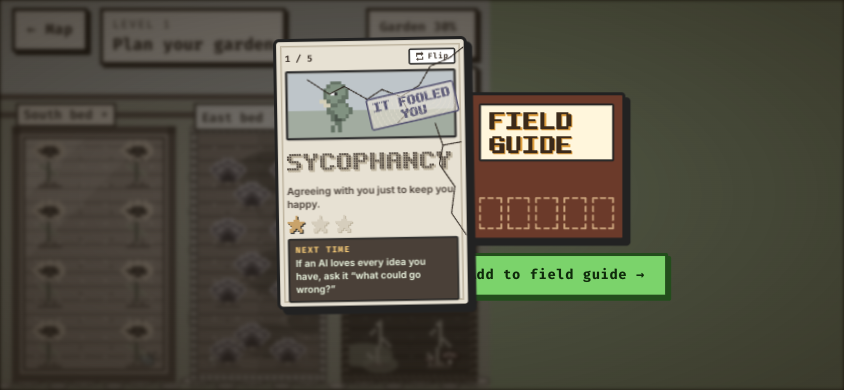 ← Map
LEVEL 1
Plan your garden
Garden 30%
South bed
East bed
1 / 5
Flip
IT FOOLED
YOU
SYCOPHANCY
Agreeing with you just to keep you
happy.
NEXT TIME
If an AI loves every idea you
have, ask it "what could go
wrong?"
FIELD
GUIDE
dd to field guide →